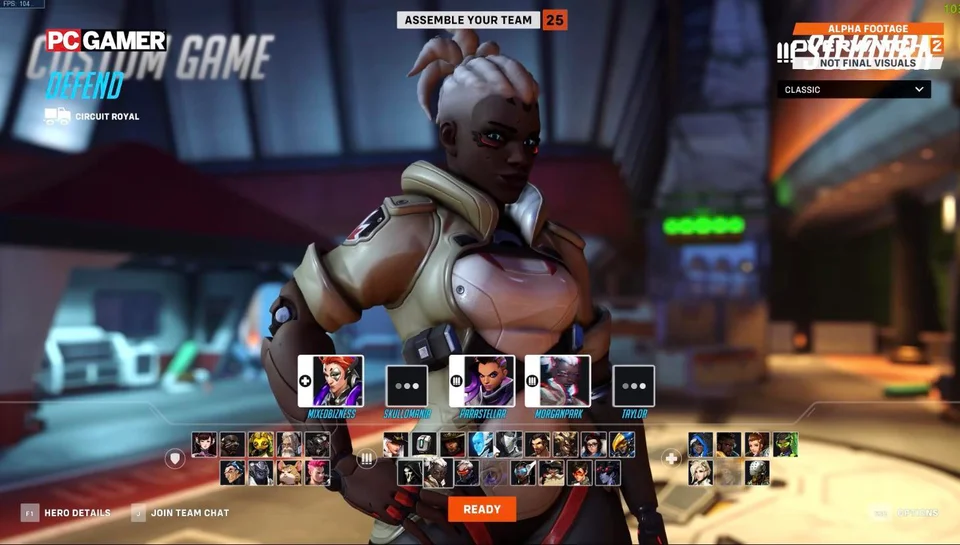 FPS: 104
PC GAMER
CUSTOM GAME
DEFEND
CIRCUIT ROYAL
ASSEMBLE YOUR TEAM 25
ALPHA FOOTAGE
NOT FINAL VISUALS
CLASSIC
MIXEDBIZNESS
SKULLOMANIA
PARASTELLAR
MORGANPARK
TAYLOR
READY
F1 HERO DETAILS
J JOIN TEAM CHAT
OPTIONS